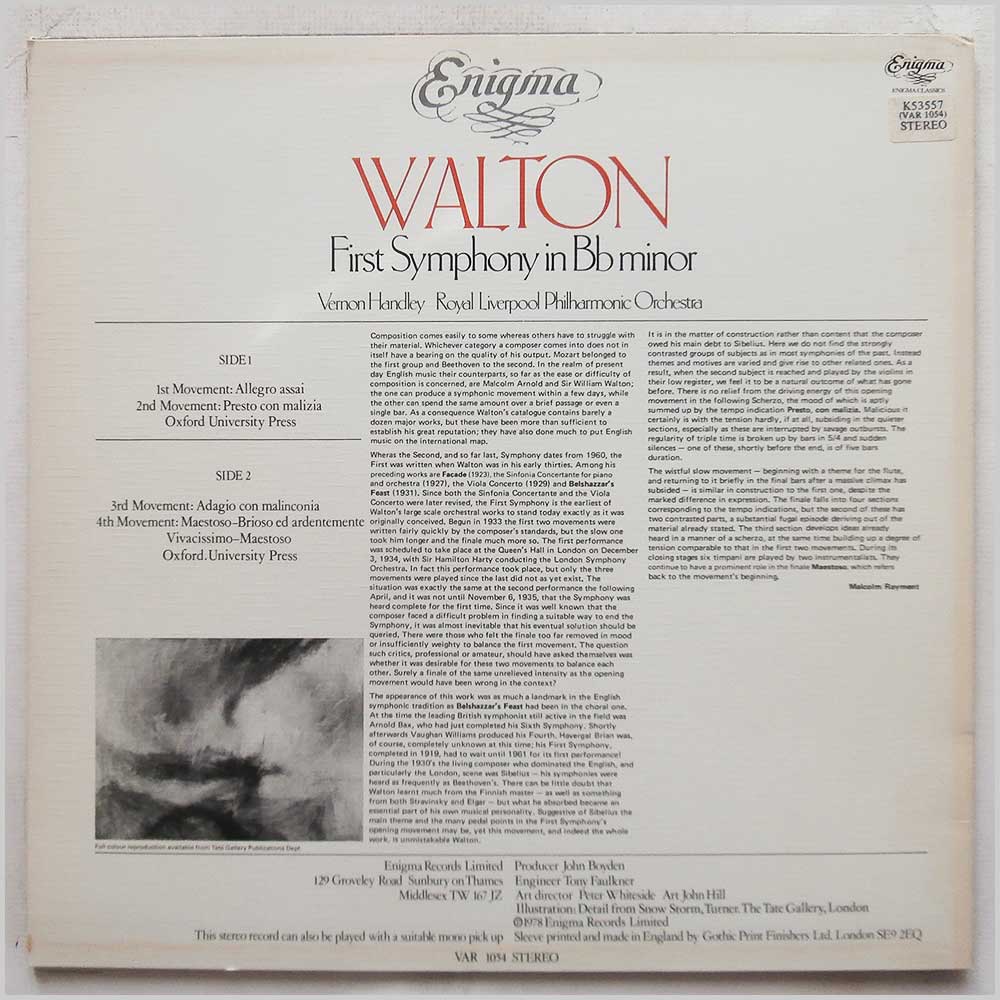 Enigma
Enigma
ENIGMA CLASSICS
K53557
(VAR 1054)
STEREO
WALTON
First Symphony in Bb minor
Vernon Handley Royal Liverpool Philharmonic Orchestra
SIDE 1
1st Movement: Allegro assai
2nd Movement: Presto con malizia
Oxford University Press
SIDE 2
3rd Movement: Adagio con malinconia
4th Movement: Maestoso–Brioso ed ardentemente
Vivacissimo–Maestoso
Oxford.University Press
Full colour reproduction available from Tate Gallery Publications Dept.
Composition comes easily to some whereas others have to struggle with
their material. Whichever category a composer comes into does not in
itself have a bearing on the quality of his output. Mozart belonged to
the first group and Beethoven to the second. In the realm of present
day English music their counterparts, so far as the ease or difficulty of
composition is concerned, are Malcolm Arnold and Sir William Walton;
the one can produce a symphonic movement within a few days, while
the other can spend the same amount over a brief passage or even a
single bar. As a consequence Walton's catalogue contains barely a
dozen major works, but these have been more than sufficient to
establish his great reputation; they have also done much to put English
music on the international map.
Wheras the Second, and so far last, Symphony dates from 1960, the
First was written when Walton was in his early thirties. Among his
preceding works are Facade (1923), the Sinfonia Concertante for piano
and orchestra (1927), the Viola Concerto (1929) and Belshazzar's
Feast (1931). Since both the Sinfonia Concertante and the Viola
Concerto were later revised, the First Symphony is the earliest of
Walton's large scale orchestral works to stand today exactly as it was
originally conceived. Begun in 1933 the first two movements were
written fairly quickly by the composer's standards, but the slow one
took him longer and the finale much more so. The first performance
was scheduled to take place at the Queen's Hall in London on December
3, 1934, with Sir Hamilton Harty conducting the London Symphony
Orchestra. In fact this performance took place, but only the three
movements were played since the last did not as yet exist. The
situation was exactly the same at the second performance the following
April, and it was not until November 6, 1935, that the Symphony was
heard complete for the first time. Since it was well known that the
composer faced a difficult problem in finding a suitable way to end the
Symphony, it was almost inevitable that his eventual solution should be
queried. There were those who felt the finale too far removed in mood
or insufficiently weighty to balance the first movement. The question
such critics, professional or amateur, should have asked themselves was
whether it was desirable for these two movements to balance each
other. Surely a finale of the same unrelieved intensity as the opening
movement would have been wrong in the context?
The appearance of this work was as much a landmark in the English
symphonic tradition as Belshazzar's Feast had been in the choral one.
At the time the leading British symphonist still active in the field was
Arnold Bax, who had just completed his Sixth Symphony. Shortly
afterwards Vaughan Williams produced his Fourth. Havergal Brian was,
of course, completely unknown at this time; his First Symphony,
completed in 1919, had to wait until 1961 for its first performance!
During the 1930's the living composer who dominated the English, and
particularly the London, scene was Sibelius – his symphonies were
heard as frequently as Beethoven's. There can be little doubt that
Walton learnt much from the Finnish master – as well as something
from both Stravinsky and Elgar – but what he absorbed became an
essential part of his own musical personality. Suggestive of Sibelius the
main theme and the many pedal points in the First Symphony's
opening movement may be, yet this movement, and indeed the whole
work, is unmistakable Walton.
It is in the matter of construction rather than content that the composer
owed his main debt to Sibelius. Here we do not find the strongly
contrasted groups of subjects as in most symphonies of the past. Instead
themes and motives are varied and give rise to other related ones. As a
result, when the second subject is reached and played by the violins in
their low register, we feel it to be a natural outcome of what has gone
before. There is no relief from the driving energy of this opening
movement in the following Scherzo, the mood of which is aptly
summed up by the tempo indication Presto, con malizia. Malicious it
certainly is with the tension hardly, if at all, subsiding in the quieter
sections, especially as these are interrupted by savage outbursts. The
regularity of triple time is broken up by bars in 5/4 and sudden
silences – one of these, shortly before the end, is of five bars
duration.
The wistful slow movement – beginning with a theme for the flute,
and returning to it briefly in the final bars after a massive climax has
subsided – is similar in construction to the first one, despite the
marked difference in expression. The finale falls into four sections
corresponding to the tempo indications, but the second of these has
two contrasted parts, a substantial fugal episode deriving out of the
material already stated. The third section develops ideas already
heard in a manner of a scherzo, at the same time building up a degree of
tension comparable to that in the first two movements. During its
closing stages six timpani are played by two instrumentalists. They
continue to have a prominent role in the finale Maestoso, which refers
back to the movement's beginning.
Malcolm Rayment
Enigma Records Limited
129 Groveley Road Sunbury on Thames
Middlesex TW 167 JZ
Producer John Boyden
Engineer Tony Faulkner
Art director Peter Whiteside Art John Hill
Illustration: Detail from Snow Storm, Turner. The Tate Gallery, London
©1978 Enigma Records Limited
This stereo record can also be played with a suitable mono pick up
Sleeve printed and made in England by Gothic Print Finishers Ltd, London SE9 2EQ
VAR 1054 STEREO